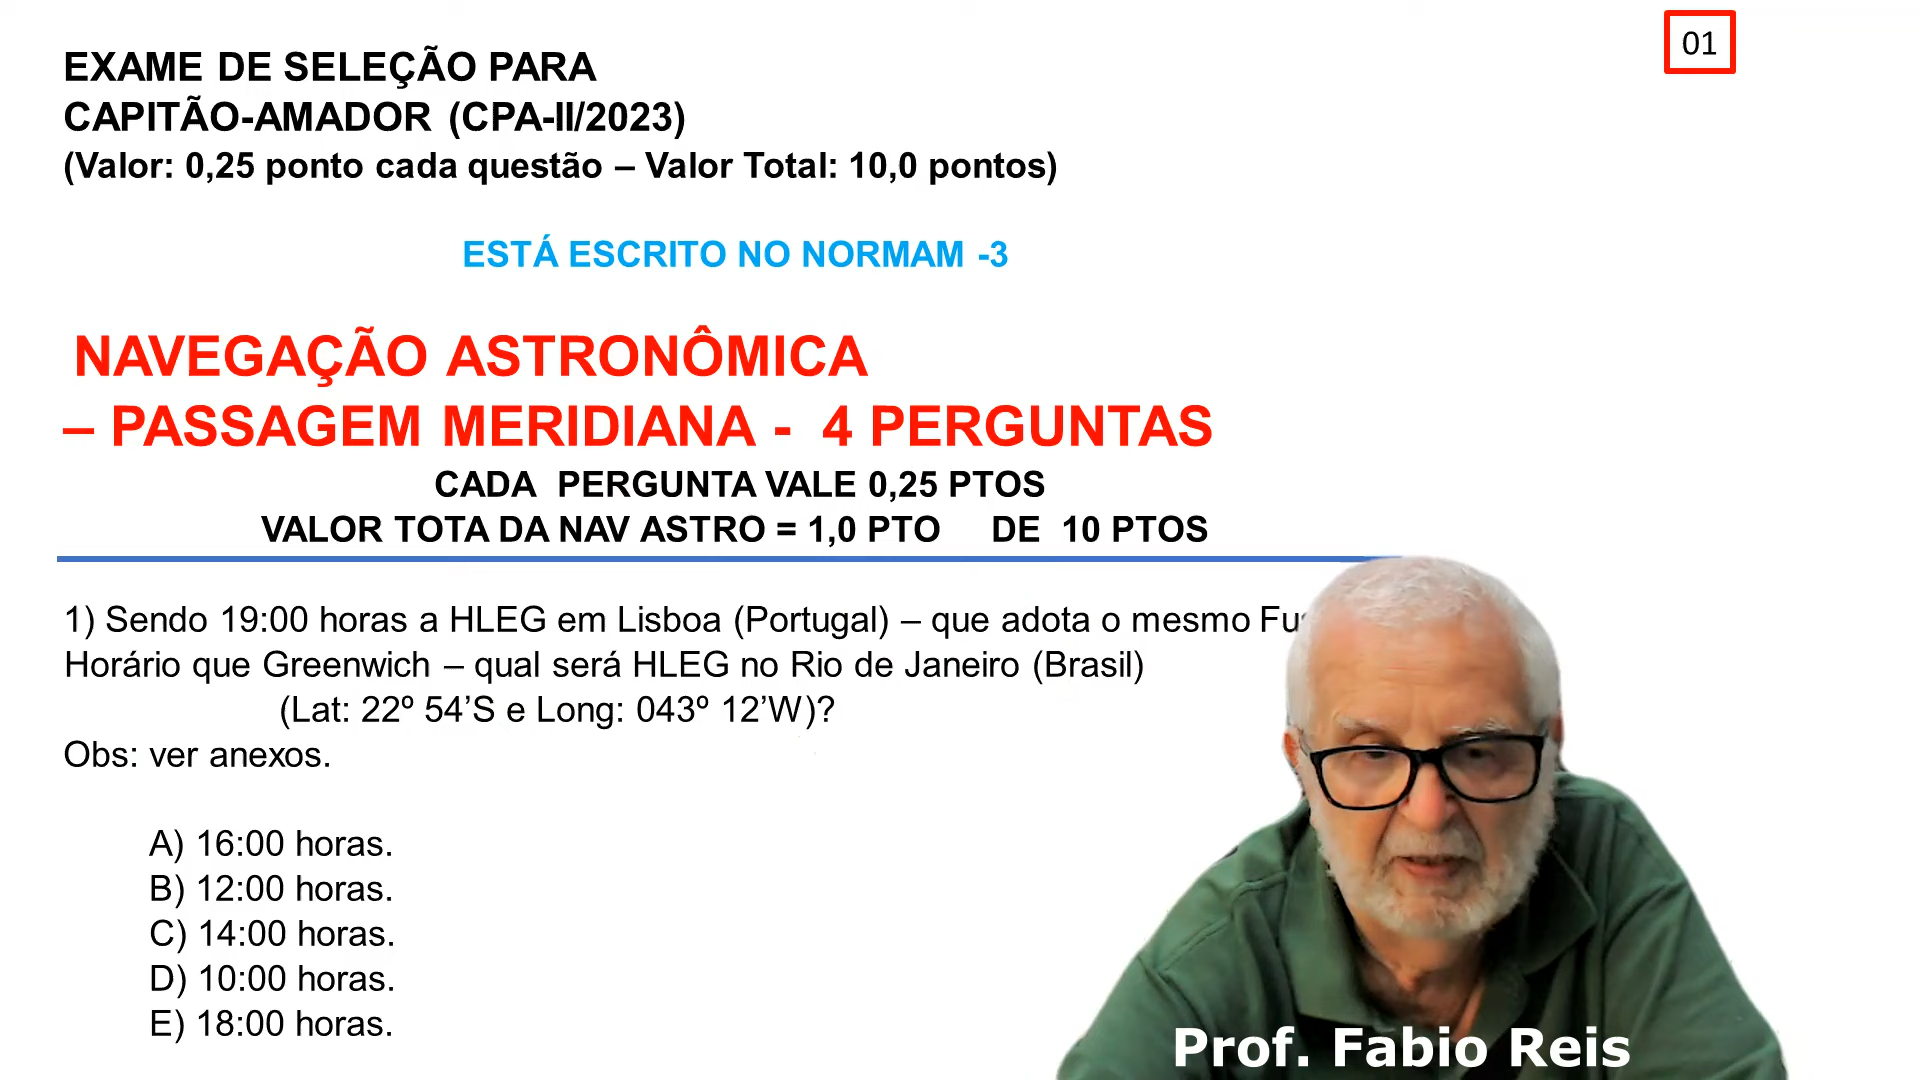 01
EXAME DE SELEÇÃO PARA
CAPITÃO-AMADOR (CPA-II/2023)
(Valor: 0,25 ponto cada questão – Valor Total: 10,0 pontos)
ESTÁ ESCRITO NO NORMAM -3
NAVEGAÇÃO ASTRONÔMICA
– PASSAGEM MERIDIANA - 4 PERGUNTAS
CADA PERGUNTA VALE 0,25 PTOS
VALOR TOTA DA NAV ASTRO = 1,0 PTO DE 10 PTOS
1) Sendo 19:00 horas a HLEG em Lisboa (Portugal) – que adota o mesmo
Horário que Greenwich – qual será HLEG no Rio de Janeiro (Brasil)
(Lat: 22º 54’S e Long: 043º 12’W)?
Obs: ver anexos.
A) 16:00 horas.
B) 12:00 horas.
C) 14:00 horas.
D) 10:00 horas.
E) 18:00 horas.
Prof. Fabio Reis